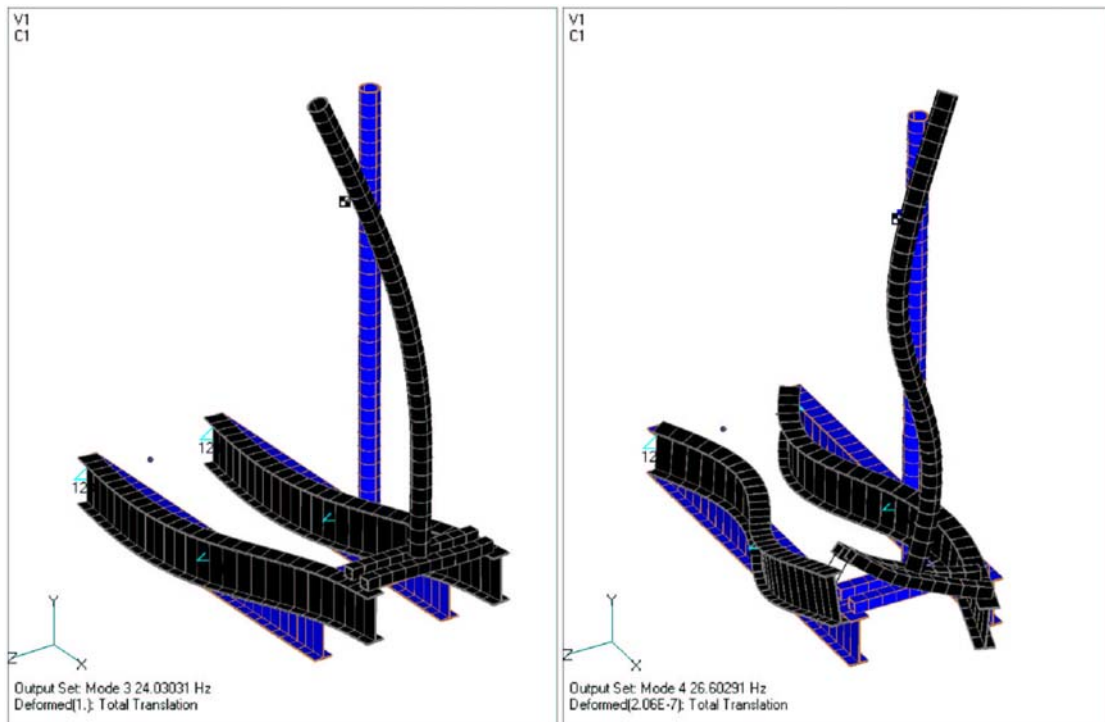 V1
C1
12
12
Y
Z
X
Output Set: Mode 3 24.03031 Hz
Deformed(1.): Total Translation
V1
C1
12
Y
Z
X
Output Set: Mode 4 26.60291 Hz
Deformed(2.06E-7): Total Translation